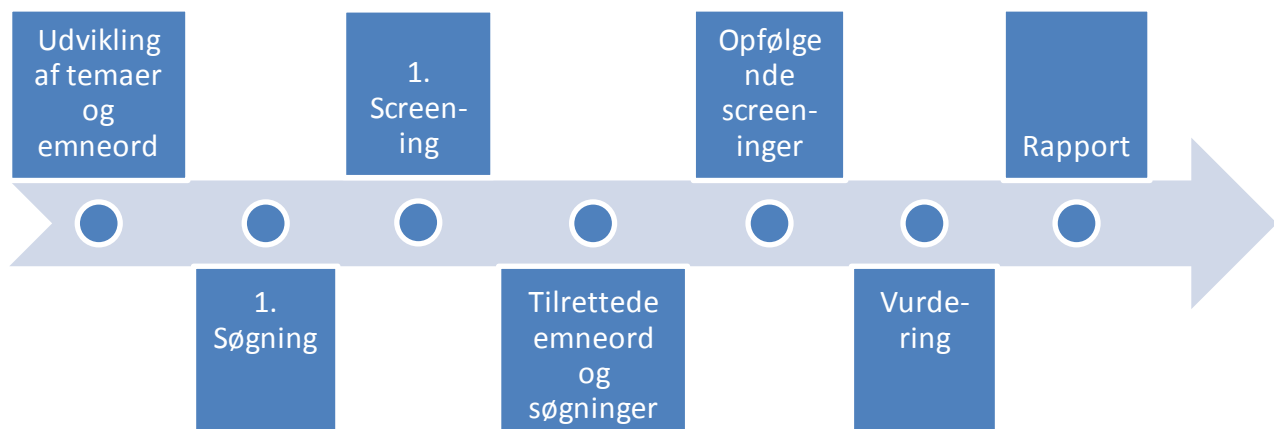 Udvikling
af temaer
og
emneord
1.
Søgning
1.
Screen-
ing
Tilrettede
emneord
og
søgninger
Opfølge
nde
screen-
inger
Vurde-
ring
Rapport